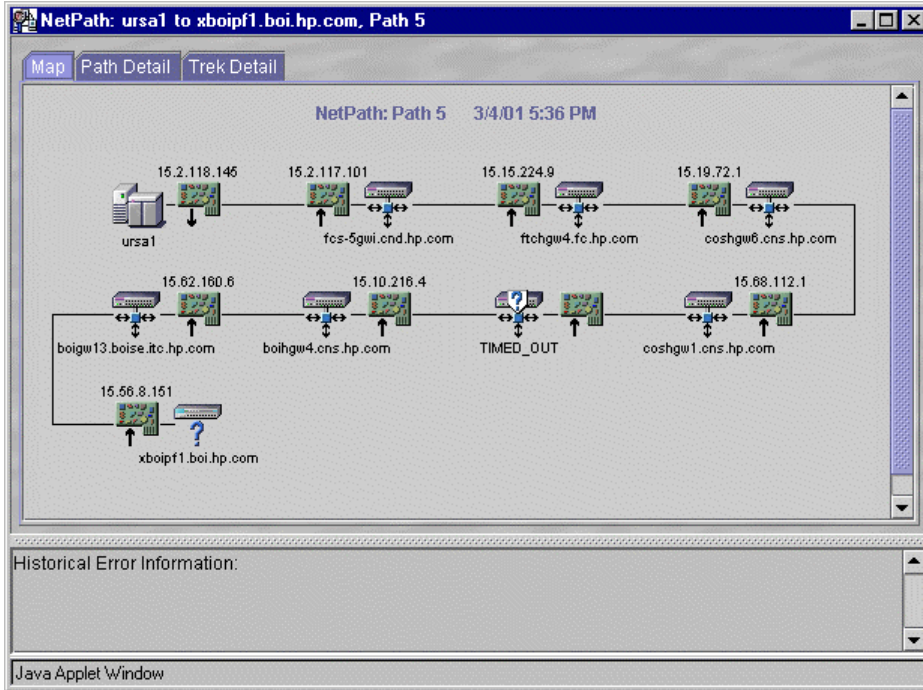 NetPath: ursa1 to xboipf1.boi.hp.com, Path 5
Map Path Detail Trek Detail
NetPath: Path 5 3/4/01 5:36 PM
15.2.118.145 15.2.117.101 15.15.224.9 15.19.72.1
ursa1 fcs-5gwi.cnd.hp.com ftchgw4.fc.hp.com coshgw6.cns.hp.com
15.62.160.6 15.10.216.4 ? 15.68.112.1
boigw13.boise.itc.hp.com boihgw4.cns.hp.com TIMED_OUT coshgw1.cns.hp.com
15.56.8.151
?
xboipf1.boi.hp.com
Historical Error Information:
Java Applet Window